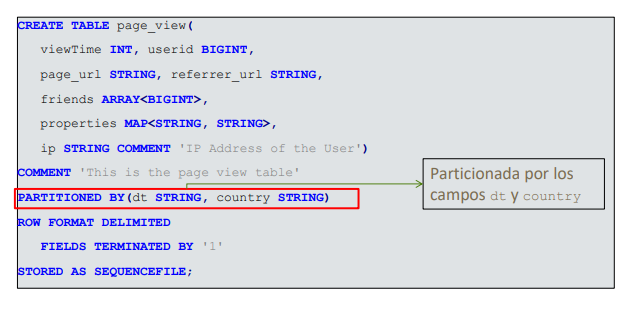 CREATE TABLE page_view(
viewTime INT, userid BIGINT,
page_url STRING, referrer_url STRING,
friends ARRAY<BIGINT>,
properties MAP<STRING, STRING>,
ip STRING COMMENT 'IP Address of the User')
COMMENT 'This is the page view table'
PARTITIONED BY(dt STRING, country STRING)
ROW FORMAT DELIMITED
FIELDS TERMINATED BY '1'
STORED AS SEQUENCEFILE;
Particionada por los
campos dt y country